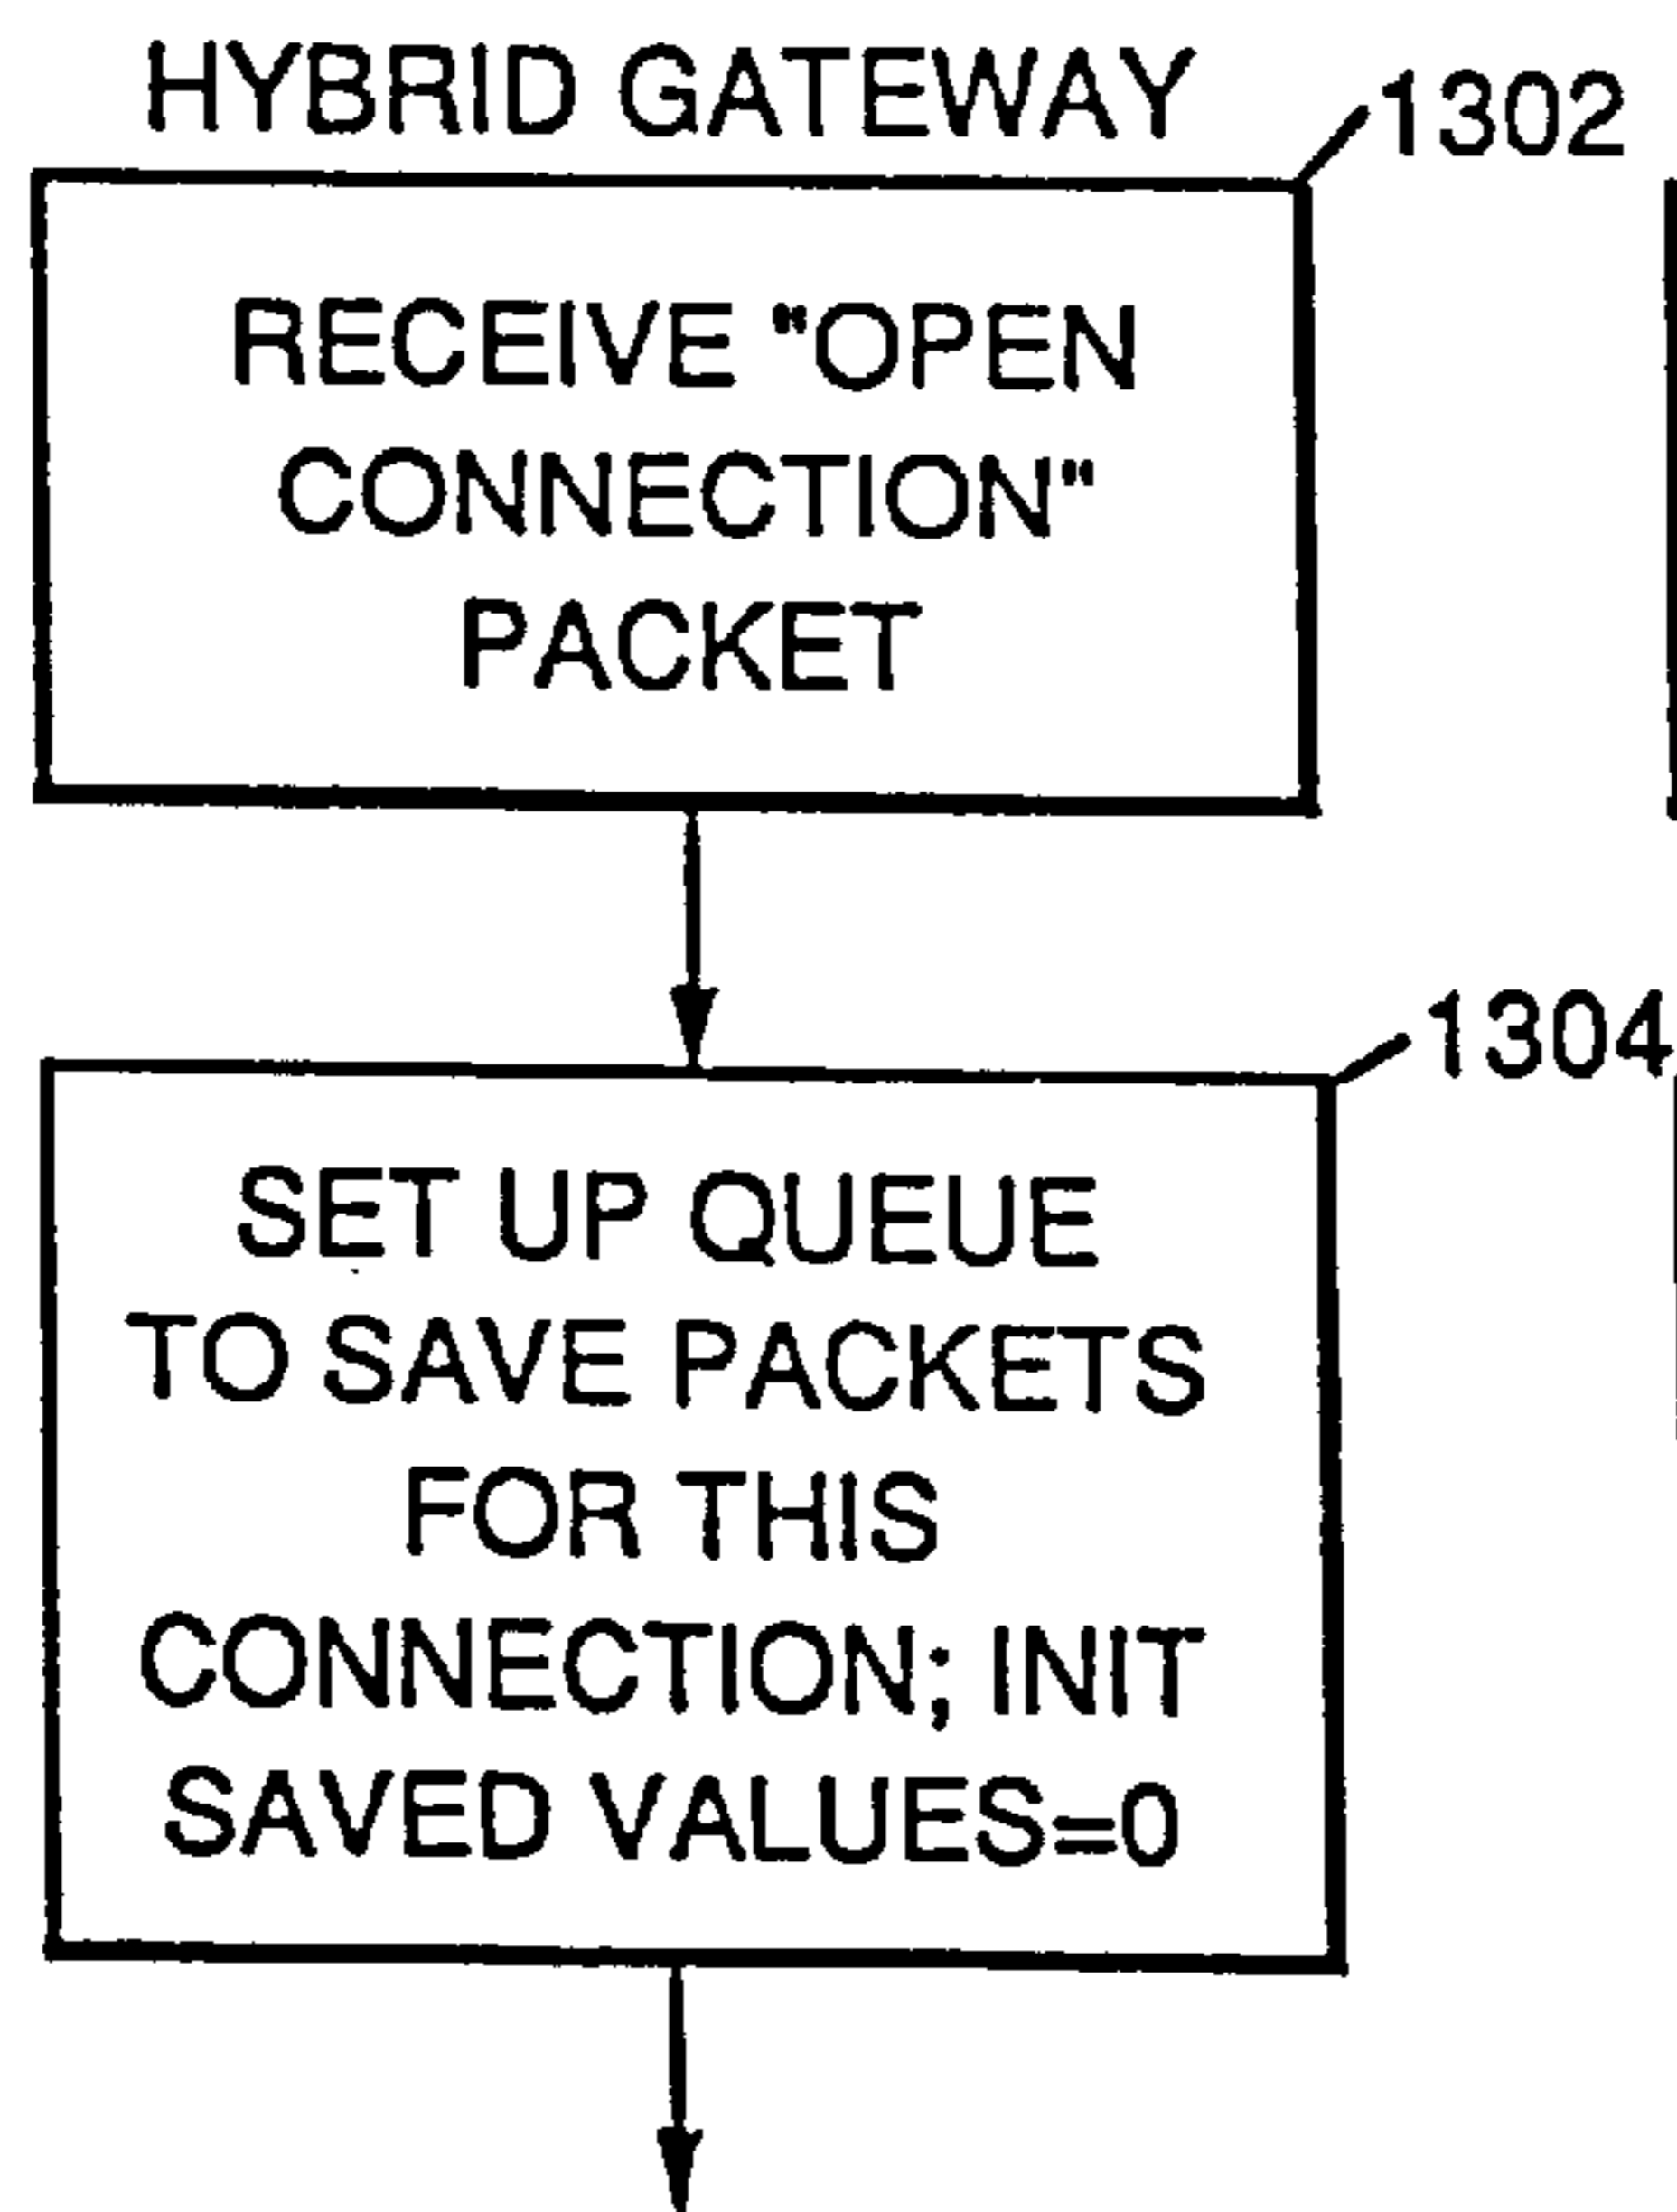 HYBRID GATEWAY
1302
RECEIVE "OPEN
CONNECTION"
PACKET
1304
SET UP QUEUE
TO SAVE PACKETS
FOR THIS
CONNECTION; INIT
SAVED VALUES=0